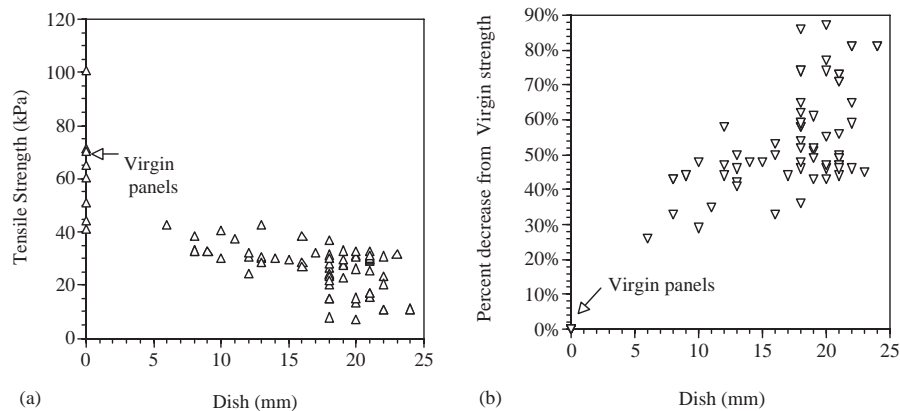 120
100
80
60
40
20
0
Tensile Strength (kPa)
Virgin
panels
0 5 10 15 20 25
(a) Dish (mm)
90%
80%
70%
60%
50%
40%
30%
20%
10%
0%
Percent decrease from Virgin strength
Virgin panels
0 5 10 15 20 25
(b) Dish (mm)